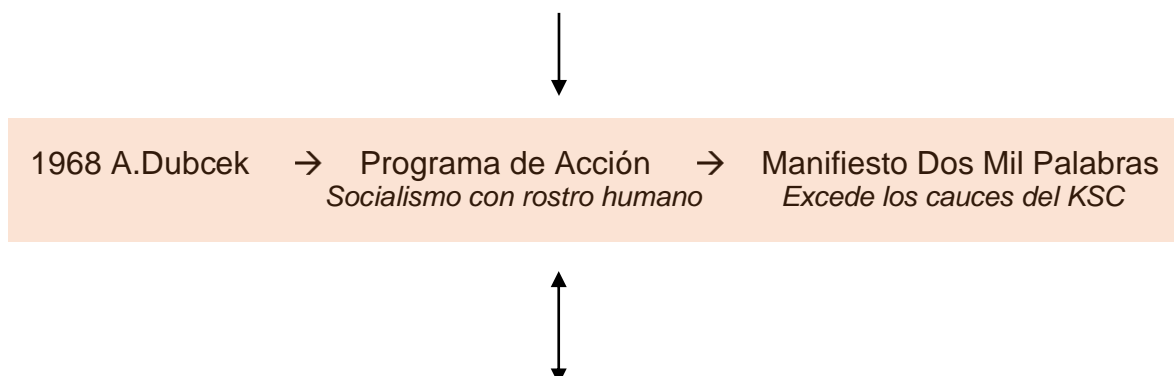 1968 A.Dubcek → Programa de Acción → Manifiesto Dos Mil Palabras
Socialismo con rostro humano Excede los cauces del KSC